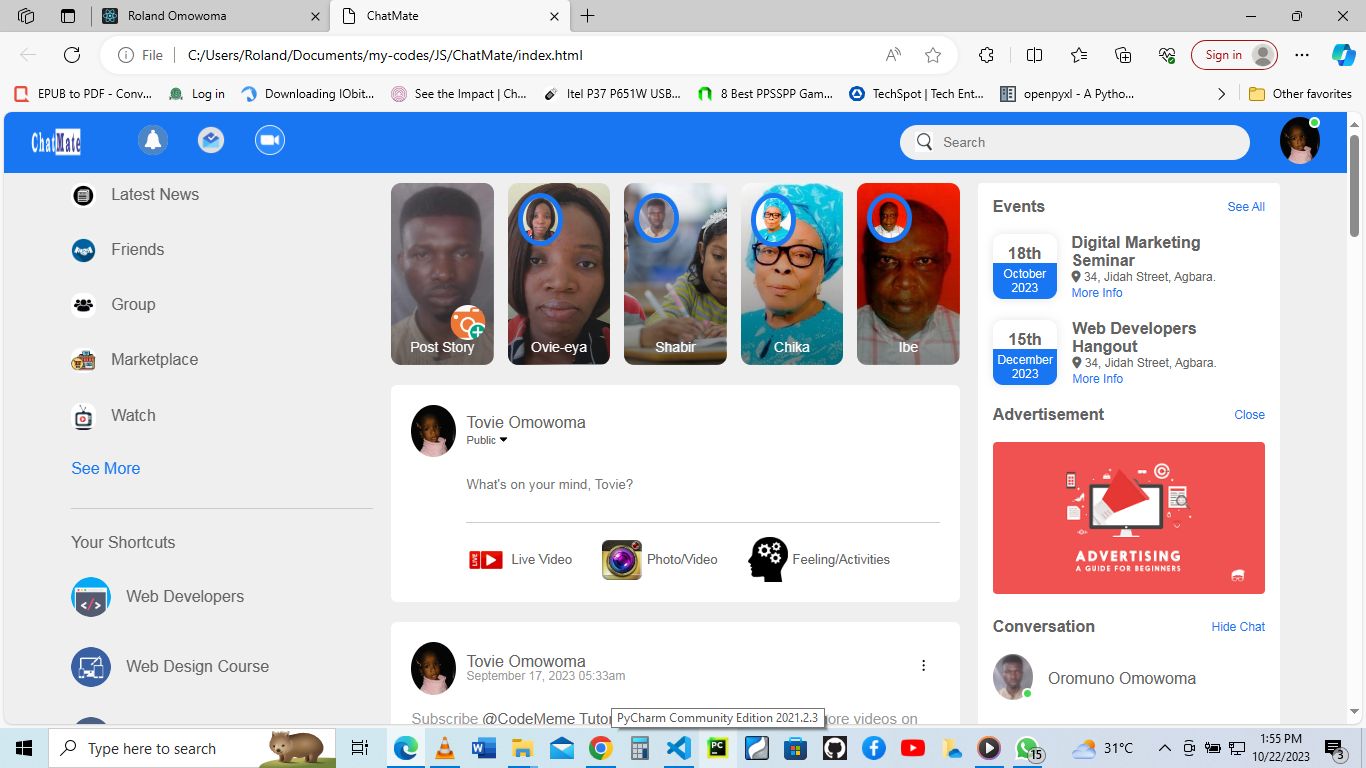 Roland Omowoma
ChatMate
File
C:/Users/Roland/Documents/my-codes/JS/ChatMate/index.html
Sign in
EPUB to PDF - Conv...
Log in
Downloading IObit...
See the Impact | Ch...
Itel P37 P651W USB...
8 Best PPSSPP Gam...
TechSpot | Tech Ent...
openpyxl - A Pytho...
Other favorites
ChatMate
Search
Latest News
Friends
Group
Marketplace
Watch
See More
Your Shortcuts
Web Developers
Web Design Course
Post Story
Ovie-eya
Shabir
Chika
Ibe
Tovie Omowoma
Public
What's on your mind, Tovie?
LIVE
Live Video
Photo/Video
Feeling/Activities
Tovie Omowoma
September 17, 2023 05:33am
Subscribe @CodeMeme Tutor
more videos on
PyCharm Community Edition 2021.2.3
Events
See All
18th
October
2023
Digital Marketing
Seminar
34, Jidah Street, Agbara.
More Info
15th
December
2023
Web Developers
Hangout
34, Jidah Street, Agbara.
More Info
Advertisement
Close
ADVERTISING
A GUIDE FOR BEGINNERS
Conversation
Hide Chat
Oromuno Omowoma
Type here to search
15
31°C
1:55 PM
10/22/2023
3